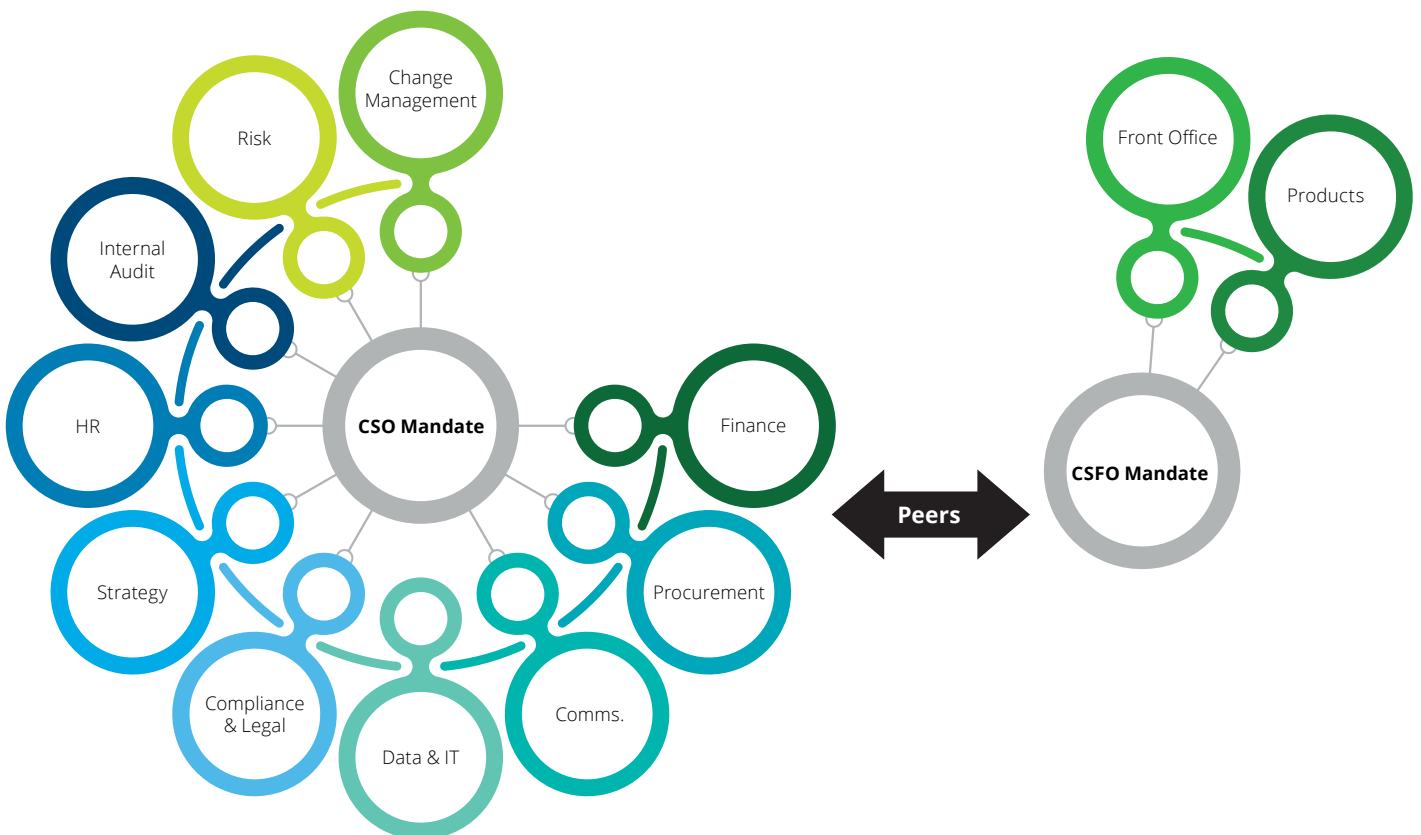 Change
Management
Risk
Internal
Audit
HR
Strategy
Compliance
& Legal
Data & IT
Comms.
Procurement
Finance
CSO Mandate
Peers
Front Office
Products
CSFO Mandate